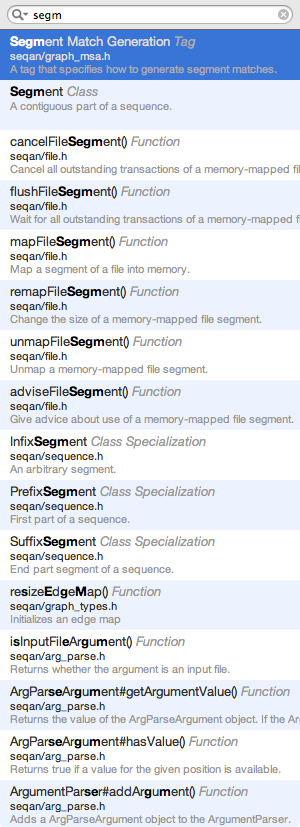 segm
Segment Match Generation Tag
seqan/graph_msa.h
A tag that specifies how to generate segment matches.
Segment Class
A contiguous part of a sequence.
cancelFileSegment() Function
seqan/file.h
Cancel all outstanding transactions of a memory-mapped fil
flushFileSegment() Function
seqan/file.h
Wait for all outstanding transactions of a memory-mapped f
mapFileSegment() Function
seqan/file.h
Map a segment of a file into memory.
remapFileSegment() Function
seqan/file.h
Change the size of a memory-mapped file segment.
unmapFileSegment() Function
seqan/file.h
Unmap a memory-mapped file segment.
adviseFileSegment() Function
seqan/file.h
Give advice about use of a memory-mapped file segment.
InfixSegment Class Specialization
seqan/sequence.h
An arbitrary segment.
PrefixSegment Class Specialization
seqan/sequence.h
First part of a sequence.
SuffixSegment Class Specialization
seqan/sequence.h
End part segment of a sequence.
resizeEdgeMap() Function
seqan/graph_types.h
Initializes an edge map
isInputFileArgument() Function
seqan/arg_parse.h
Returns whether the argument is an input file.
ArgParseArgument#getArgumentValue() Function
seqan/arg_parse.h
Returns the value of the ArgParseArgument object. If the Ar
ArgParseArgument#hasValue() Function
seqan/arg_parse.h
Returns true if a value for the given position is available.
ArgumentParser#addArgument() Function
seqan/arg_parse.h
Adds a ArgParseArgument object to the ArgumentParser.